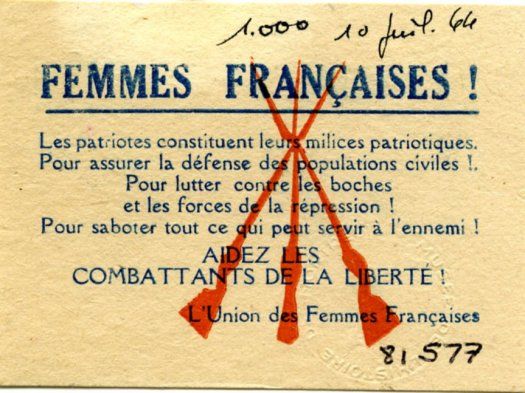 1.000 10 Juil. 44
FEMMES FRANÇAISES !
Les patriotes constituent leurs milices patriotiques.
Pour assurer la défense des populations civiles !.
Pour lutter contre les boches
et les forces de la répression !
Pour saboter tout ce qui peut servir à l'ennemi !
AIDEZ LES
COMBATTANTS DE LA LIBERTÉ !
L'Union des Femmes Françaises
81 577